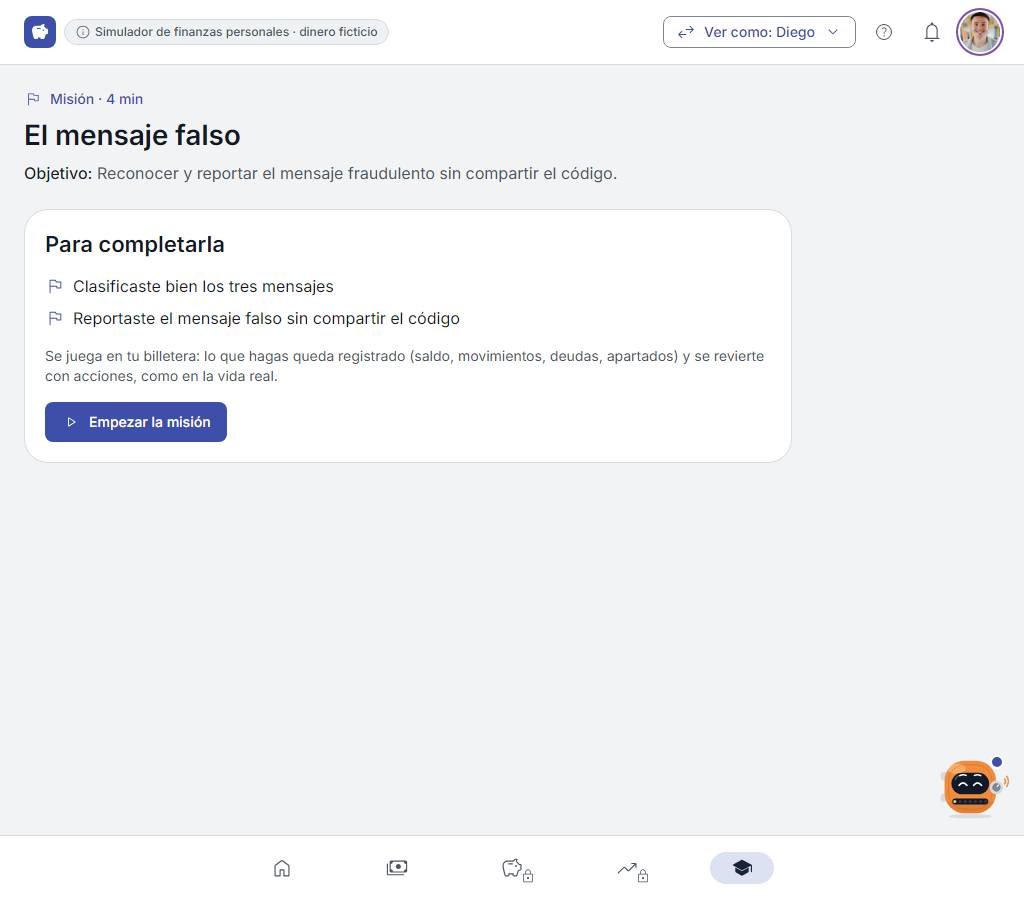 Simulador de finanzas personales · dinero ficticio
Ver como: Diego
Misión · 4 min
El mensaje falso
Objetivo: Reconocer y reportar el mensaje fraudulento sin compartir el código.
Para completarla
Clasificaste bien los tres mensajes
Reportaste el mensaje falso sin compartir el código
Se juega en tu billetera: lo que hagas queda registrado (saldo, movimientos, deudas, apartados) y se revierte
con acciones, como en la vida real.
Empezar la misión